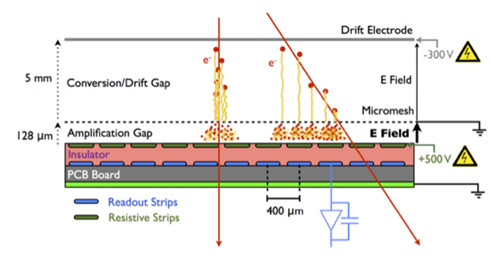 Drift Electrode
-300 V
e-
e-
5 mm
Conversion/Drift Gap
E Field
Micromesh
128 µm
Amplification Gap
E Field
+500 V
Insulator
PCB Board
Readout Strips
Resistive Strips
400 µm